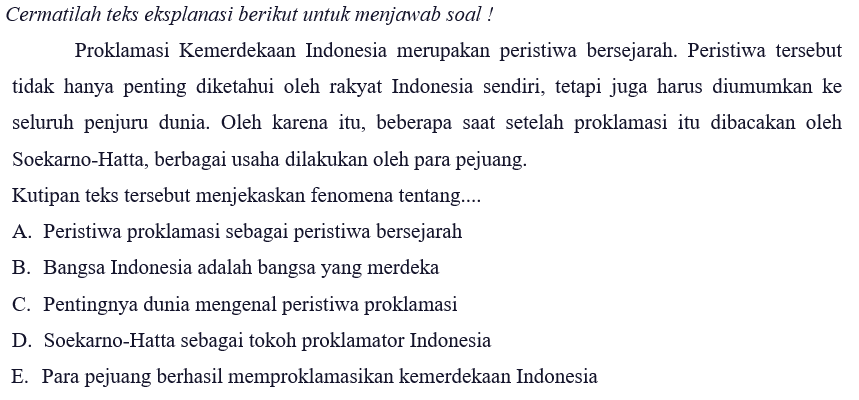 Cermatilah teks eksplanasi berikut untuk menjawab soal !
Proklamasi Kemerdekaan Indonesia merupakan peristiwa bersejarah. Peristiwa tersebut
tidak hanya penting diketahui oleh rakyat Indonesia sendiri, tetapi juga harus diumumkan ke
seluruh penjuru dunia. Oleh karena itu, beberapa saat setelah proklamasi itu dibacakan oleh
Soekarno-Hatta, berbagai usaha dilakukan oleh para pejuang.
Kutipan teks tersebut menjekaskan fenomena tentang....
A. Peristiwa proklamasi sebagai peristiwa bersejarah
B. Bangsa Indonesia adalah bangsa yang merdeka
C. Pentingnya dunia mengenal peristiwa proklamasi
D. Soekarno-Hatta sebagai tokoh proklamator Indonesia
E. Para pejuang berhasil memproklamasikan kemerdekaan Indonesia